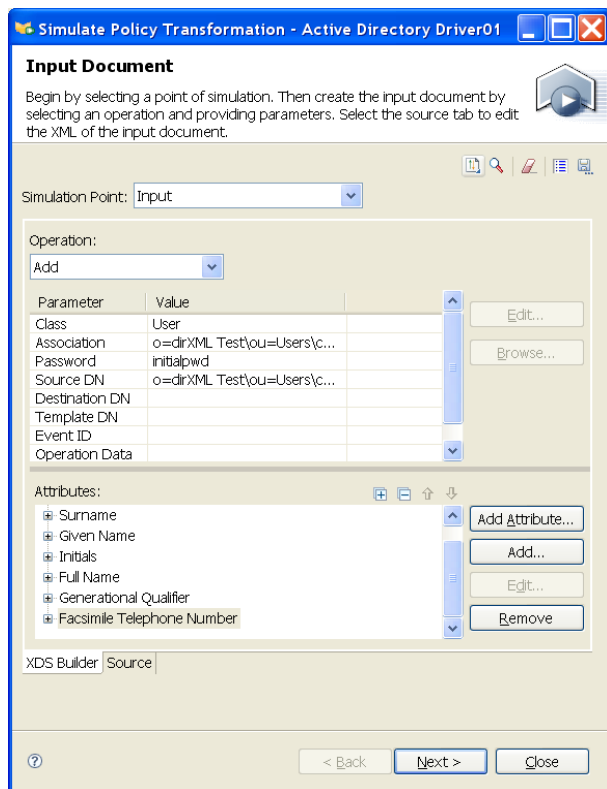 Simulate Policy Transformation - Active Directory Driver01
Input Document
Begin by selecting a point of simulation. Then create the input document by
selecting an operation and providing parameters. Select the source tab to edit
the XML of the input document.
Simulation Point: Input
Operation:
Add
Parameter Value
Class User
Edit...
Association o=dirXML Test\ou=Users\c...
Password initialpwd
Browse...
Source DN o=dirXML Test\ou=Users\c...
Destination DN
Template DN
Event ID
Operation Data
Attributes:
Surname
Add Attribute...
Given Name
Initials
Add...
Full Name
Generational Qualifier
Edit...
Facsimile Telephone Number
Remove
XDS Builder Source
? < Back Next > Close